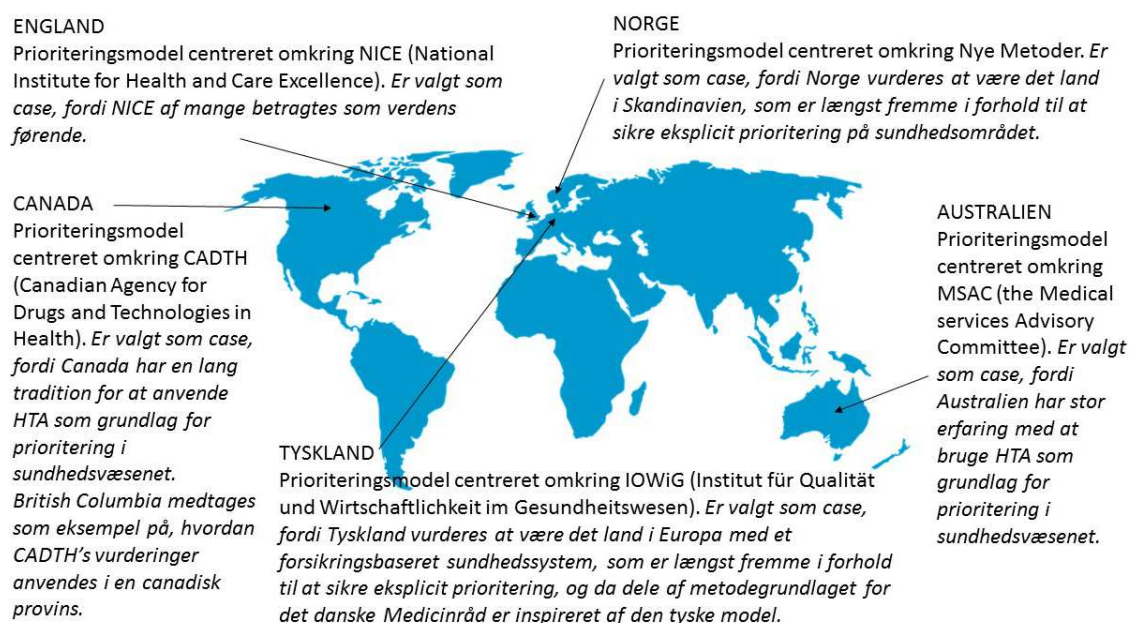 ENGLAND
Prioriteringsmodel centreret omkring NICE (National
Institute for Health and Care Excellence). Er valgt som
case, fordi NICE af mange betragtes som verdens
førende.
NORGE
Prioriteringsmodel centreret omkring Nye Metoder. Er
valgt som case, fordi Norge vurderes at være det land
i Skandinavien, som er længst fremme i forhold til at
sikre eksplicit prioritering på sundhedsområdet.
CANADA
Prioriteringsmodel
centreret omkring CADTH
(Canadian Agency for
Drugs and Technologies in
Health). Er valgt som case,
fordi Canada har en lang
tradition for at anvende
HTA som grundlag for
prioritering i
sundhedsvæsenet.
British Columbia medtages
som eksempel på, hvordan
CADTH's vurderinger
anvendes i en canadisk
provins.
TYSKLAND
Prioriteringsmodel centreret omkring IOWiG (Institut für Qualität
und Wirtschaftlichkeit im Gesundheitswesen). Er valgt som case,
fordi Tyskland vurderes at være det land i Europa med et
forsikringsbaseret sundhedssystem, som er længst fremme i forhold
til at sikre eksplicit prioritering, og da dele af metodegrundlaget for
det danske Medicinråd er inspireret af den tyske model.
AUSTRALIEN
Prioriteringsmodel
centreret omkring
MSAC (the Medical
services Advisory
Committee). Er valgt
som case, fordi
Australien har stor
erfaring med at
bruge HTA som
grundlag for
prioritering i
sundhedsvæsenet.